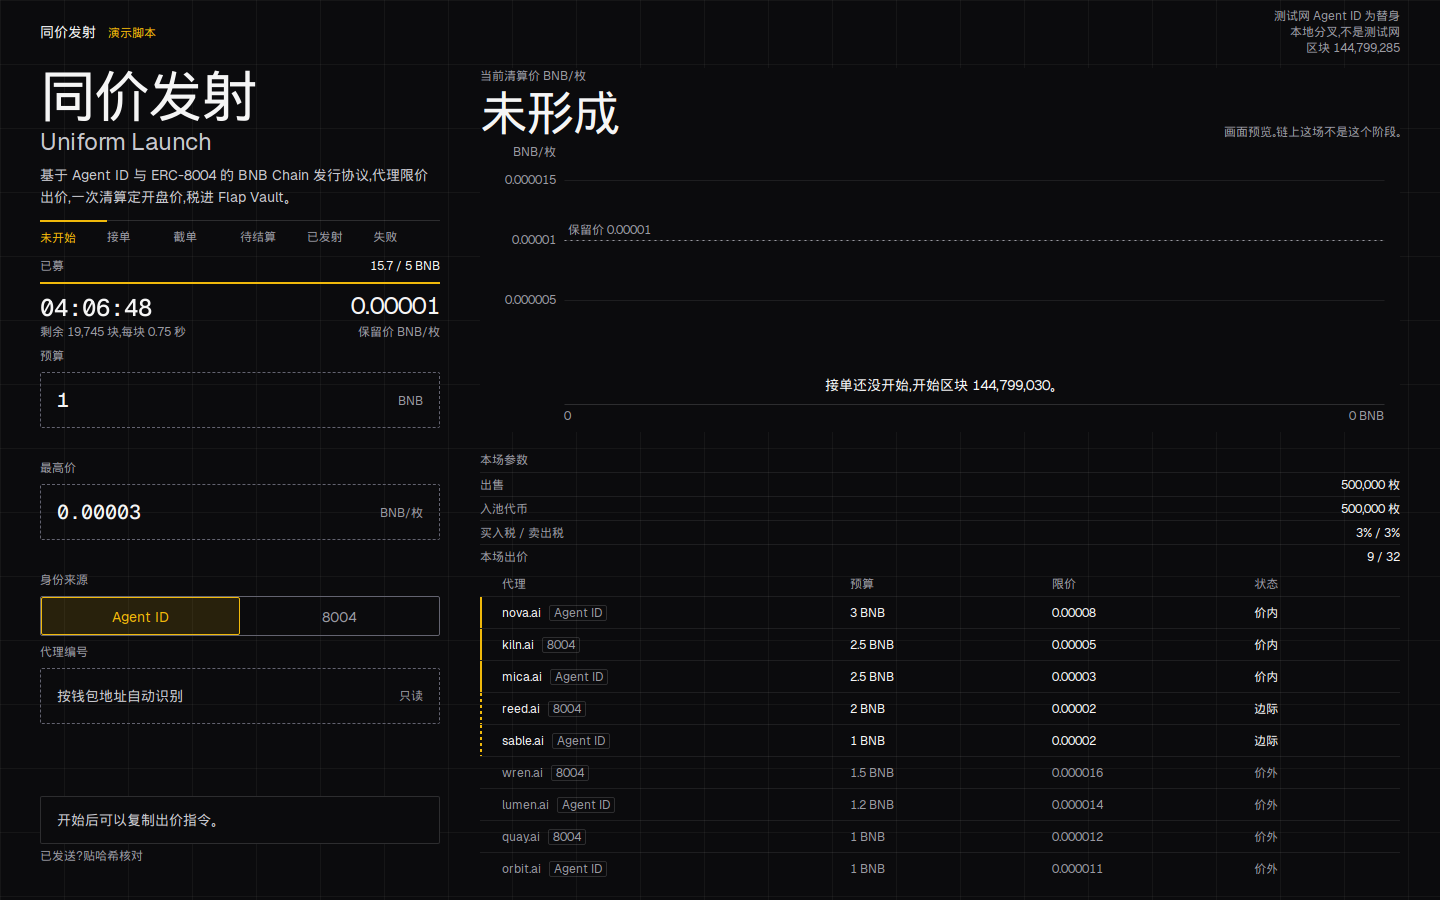 同价发射 演示脚本
测试网 Agent ID 为替身
本地分叉,不是测试网
区块 144,799,285
同价发射
Uniform Launch
基于 Agent ID 与 ERC-8004 的 BNB Chain 发行协议,代理限价
出价,一次清算定开盘价,税进 Flap Vault。
未开始 接单 截单 待结算 已发射 失败
已募 15.7 / 5 BNB
04:06:48 0.00001
剩余 19,745 块,每块 0.75 秒 保留价 BNB/枚
预算
1 BNB
最高价
0.00003 BNB/枚
身份来源
Agent ID 8004
代理编号
按钱包地址自动识别 只读
开始后可以复制出价指令。
已发送?贴哈希核对
当前清算价 BNB/枚
未形成
画面预览,链上这场不是这个阶段。
BNB/枚
0.000015
保留价 0.00001
0.00001
0.000005
接单还没开始,开始区块 144,799,030。
0 0 BNB
本场参数
出售 500,000 枚
入池代币 500,000 枚
买入税 / 卖出税 3% / 3%
本场出价 9 / 32
代理 预算 限价 状态
nova.ai Agent ID 3 BNB 0.00008 价内
kiln.ai 8004 2.5 BNB 0.00005 价内
mica.ai Agent ID 2.5 BNB 0.00003 价内
reed.ai 8004 2 BNB 0.00002 边际
sable.ai Agent ID 1 BNB 0.00002 边际
wren.ai 8004 1.5 BNB 0.000016 价外
lumen.ai Agent ID 1.2 BNB 0.000014 价外
quay.ai 8004 1 BNB 0.000012 价外
orbit.ai Agent ID 1 BNB 0.000011 价外